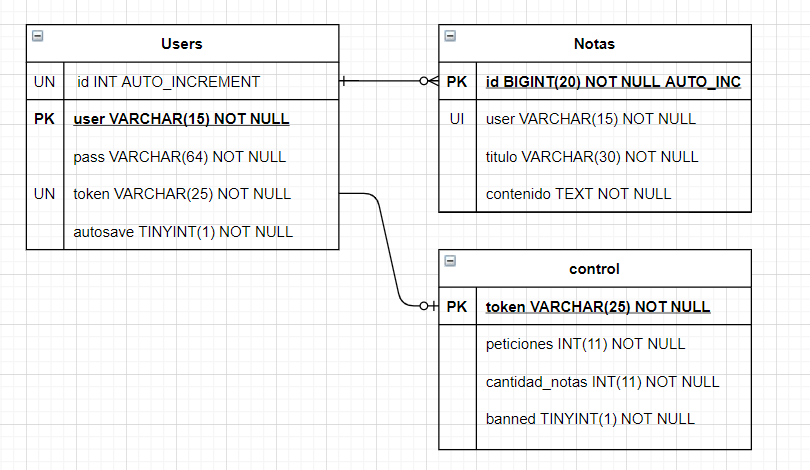 Users
UN id INT AUTO_INCREMENT
PK user VARCHAR(15) NOT NULL
pass VARCHAR(64) NOT NULL
UN token VARCHAR(25) NOT NULL
autosave TINYINT(1) NOT NULL
Notas
PK id BIGINT(20) NOT NULL AUTO_INC
UI user VARCHAR(15) NOT NULL
titulo VARCHAR(30) NOT NULL
contenido TEXT NOT NULL
control
PK token VARCHAR(25) NOT NULL
peticiones INT(11) NOT NULL
cantidad_notas INT(11) NOT NULL
banned TINYINT(1) NOT NULL